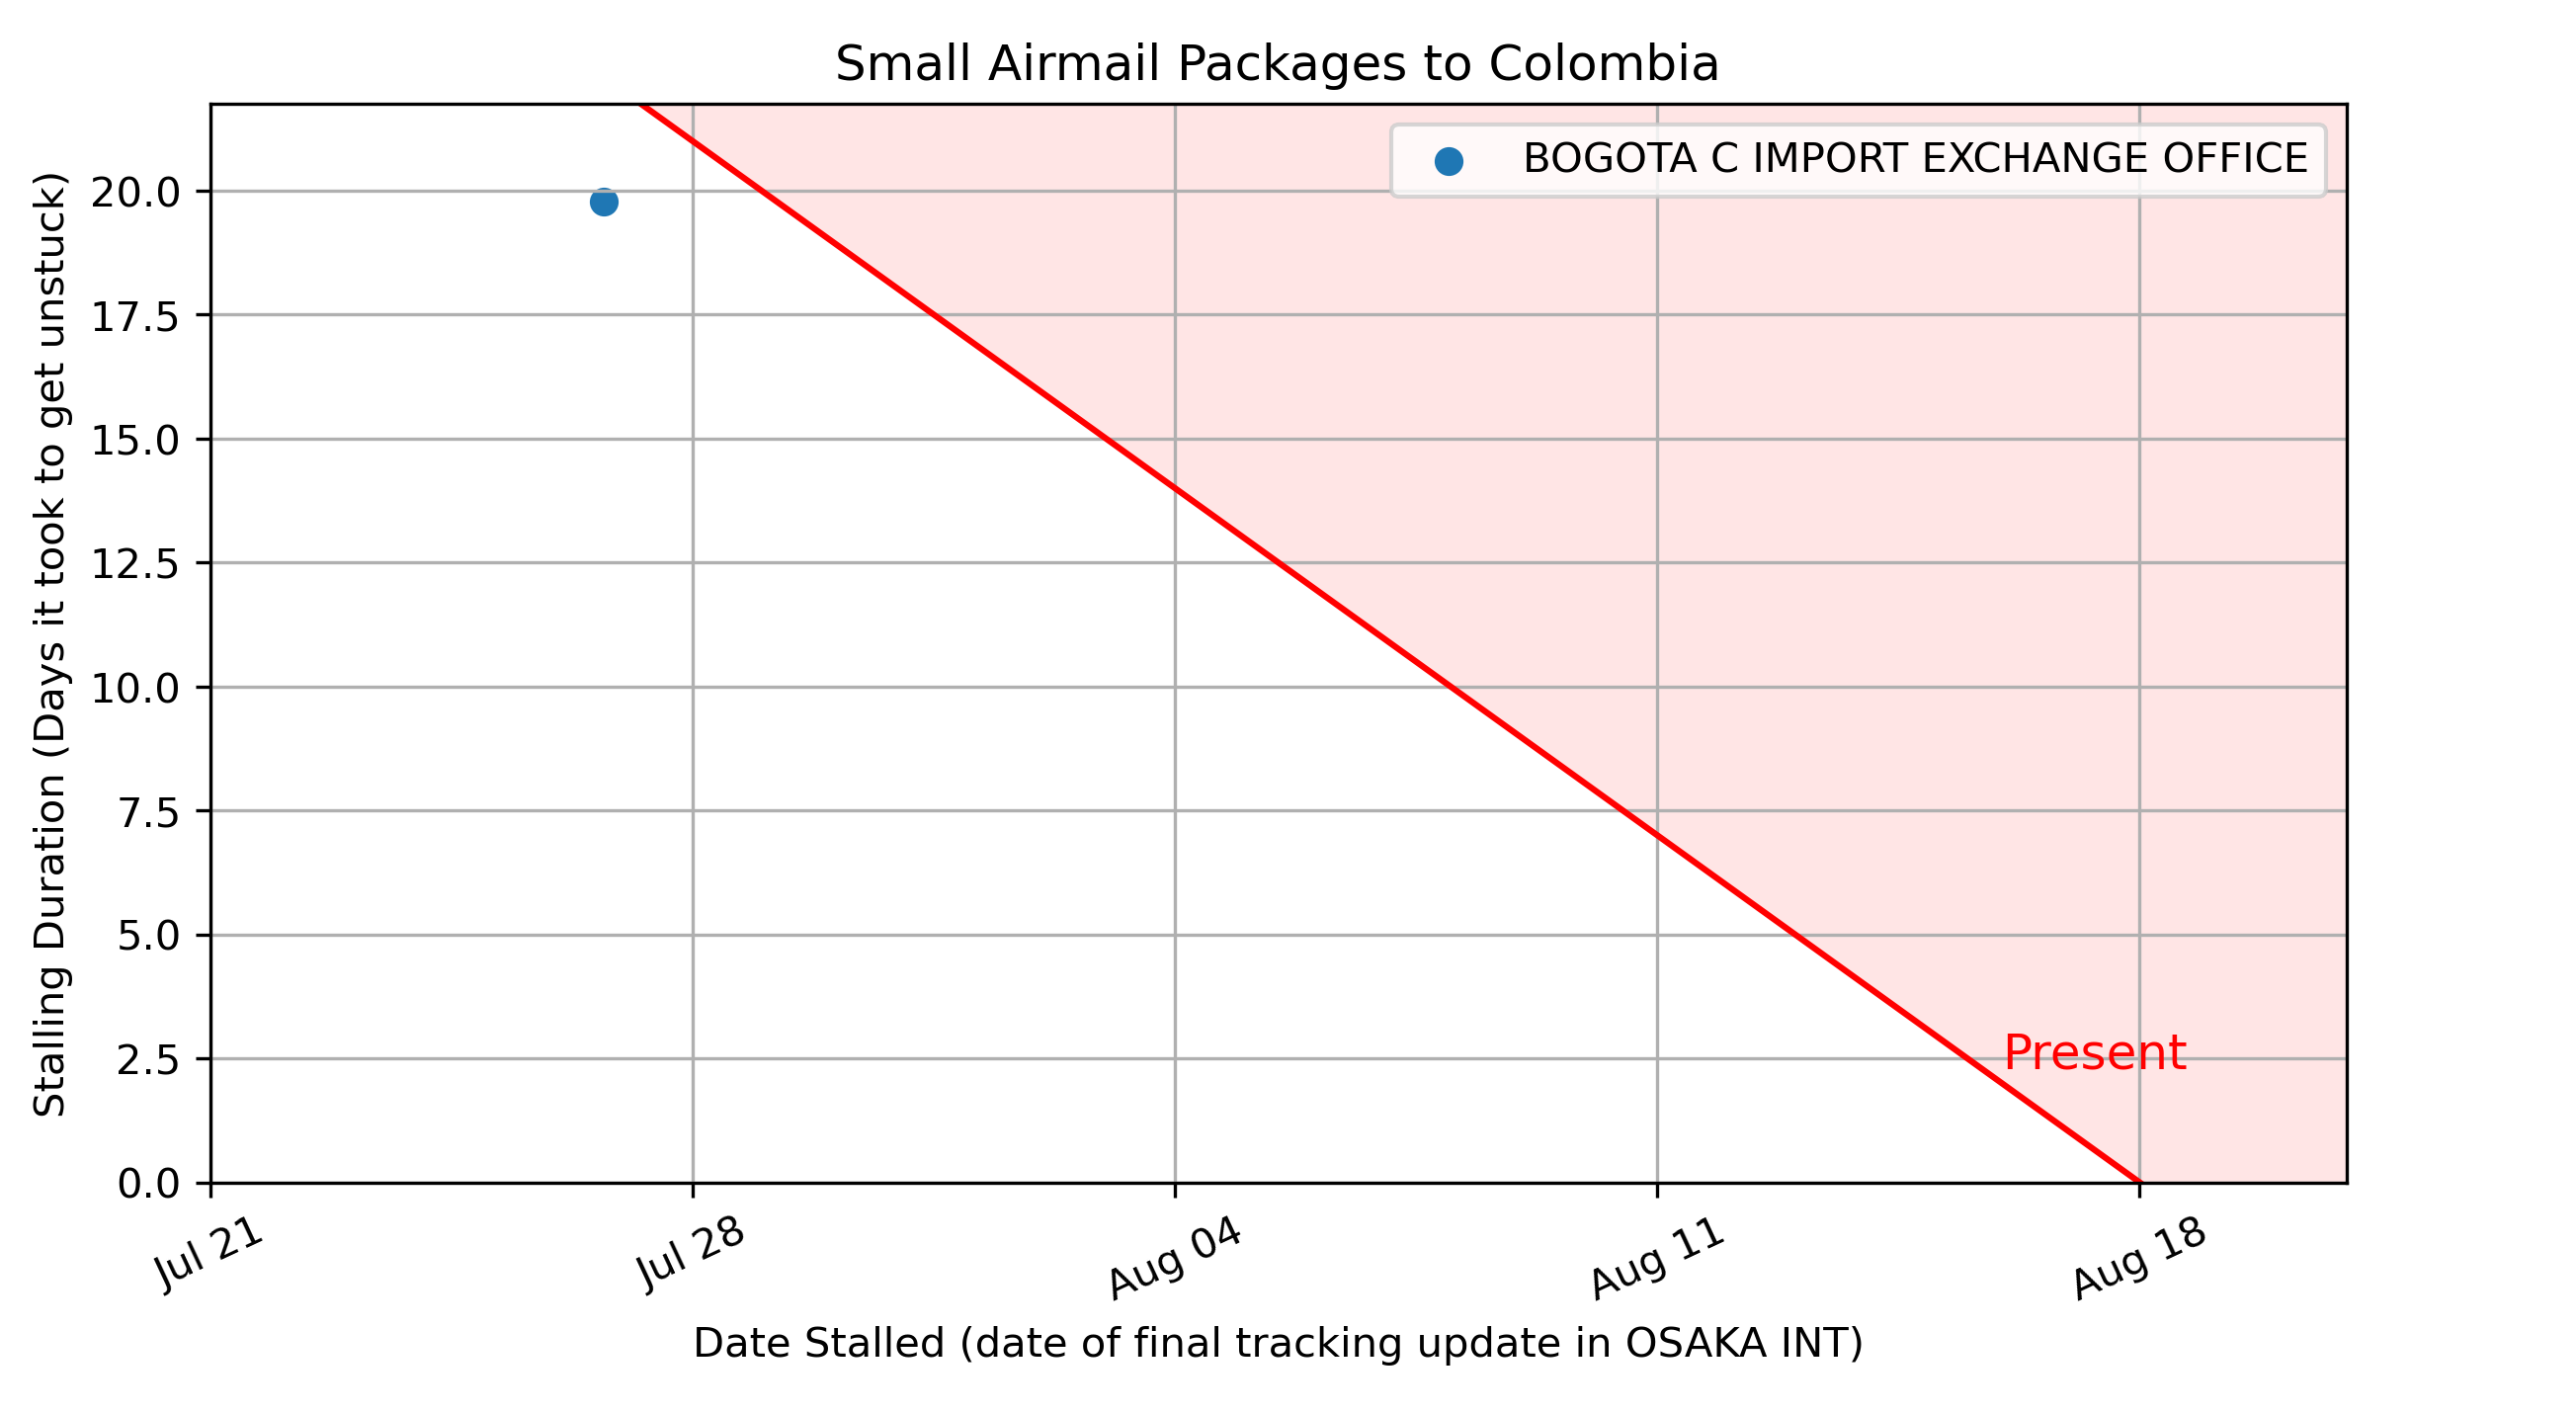 Small Airmail Packages to Colombia
BOGOTA C IMPORT EXCHANGE OFFICE
Stalling Duration (Days it took to get unstuck)
20.0
17.5
15.0
12.5
10.0
7.5
5.0
2.5
0.0
Present
Jul 21
Jul 28
Aug 04
Aug 11
Aug 18
Date Stalled (date of final tracking update in OSAKA INT)